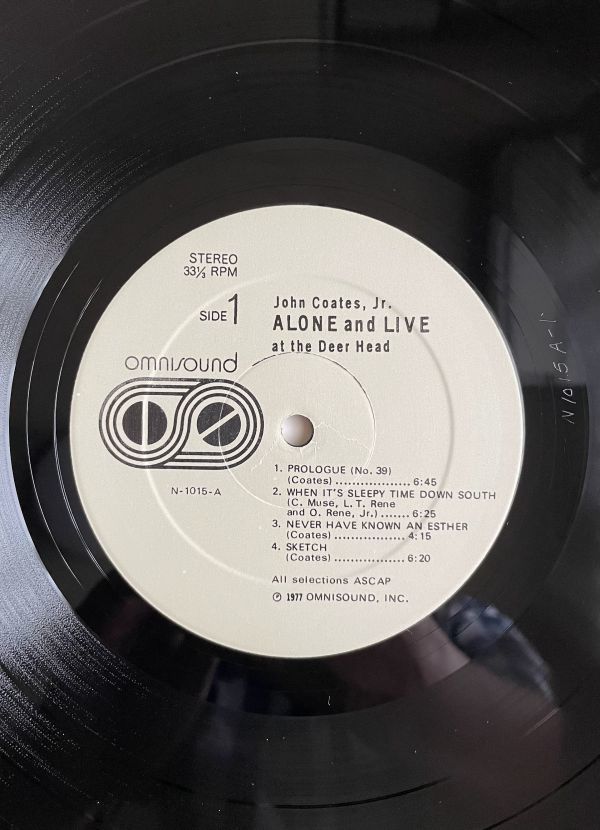 STEREO
33⅓ RPM
SIDE 1
John Coates, Jr.
ALONE and LIVE
at the Deer Head
omnisound
N-1015-A
1. PROLOGUE (No. 39)
(Coates) .................. 6:45
2. WHEN IT'S SLEEPY TIME DOWN SOUTH
(C. Muse, L. T. Rene
and O. Rene, Jr.) ....... 6:25
3. NEVER HAVE KNOWN AN ESTHER
(Coates) .................. 4:15
4. SKETCH
(Coates) .................. 6:20
All selections ASCAP
℗ 1977 OMNISOUND, INC.
N1015A-1